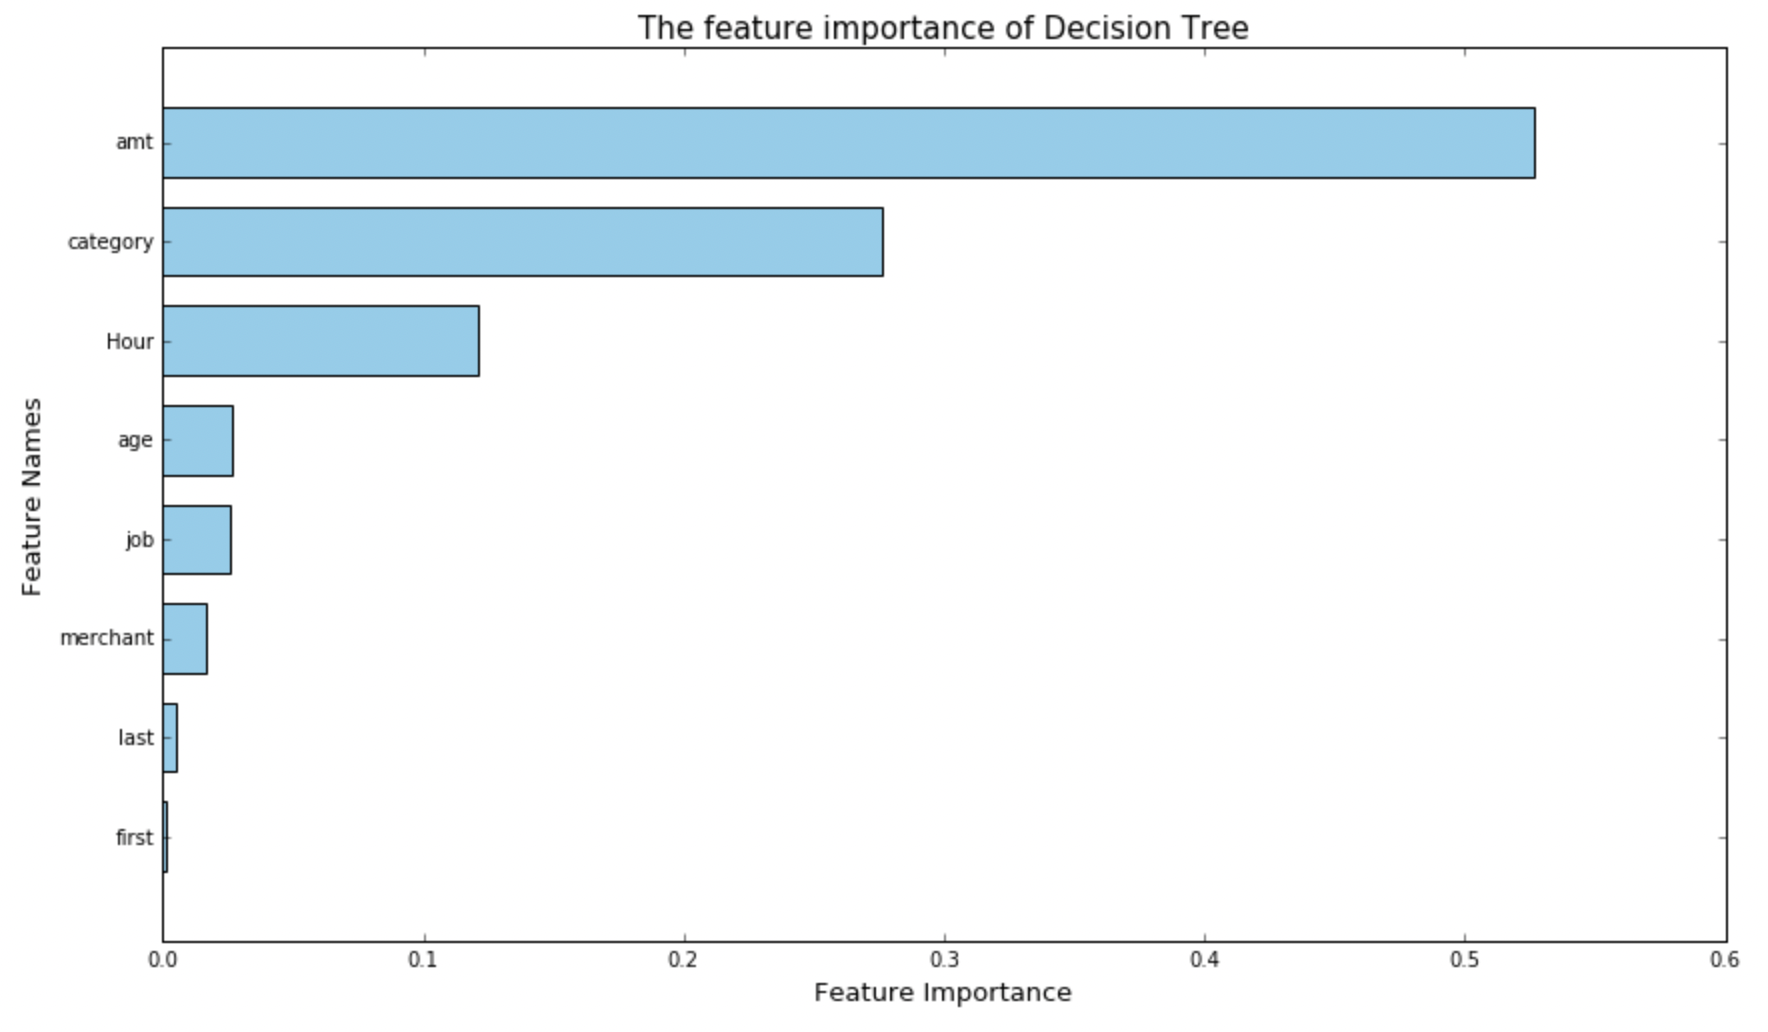 The feature importance of Decision Tree
amt
category
Hour
age
job
merchant
last
first
Feature Names
0.0 0.1 0.2 0.3 0.4 0.5 0.6
Feature Importance